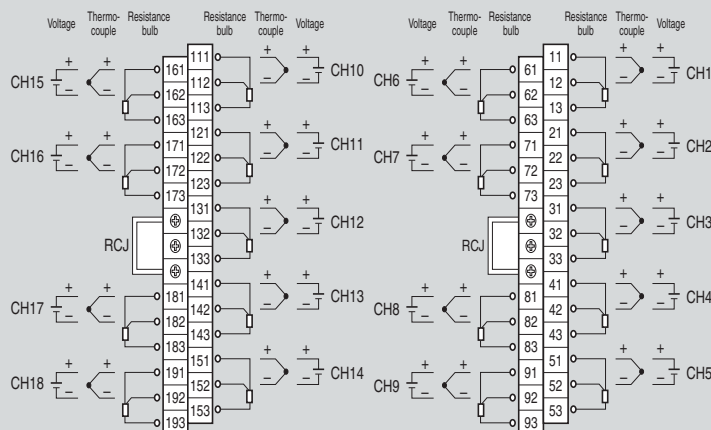 Voltage Thermo-couple Resistance bulb Resistance bulb Thermo-couple Voltage
CH15 + − + − 161 162 163
111 112 113 + − + − CH10
CH16 + − + − 171 172 173
121 122 123 + − + − CH11
RCJ
131 132 133 + − + − CH12
CH17 + − + − 181 182 183
141 142 143 + − + − CH13
CH18 + − + − 191 192 193
151 152 153 + − + − CH14
Voltage Thermo-couple Resistance bulb Resistance bulb Thermo-couple Voltage
CH6 + − + − 61 62 63
11 12 13 + − + − CH1
CH7 + − + − 71 72 73
21 22 23 + − + − CH2
RCJ
31 32 33 + − + − CH3
CH8 + − + − 81 82 83
41 42 43 + − + − CH4
CH9 + − + − 91 92 93
51 52 53 + − + − CH5